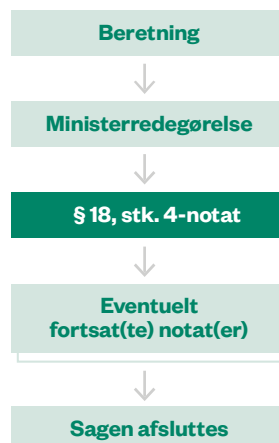 Beretning
Ministerredegørelse
§ 18, stk. 4-notat
Eventuelt
fortsat(te) notat(er)
Sagen afsluttes